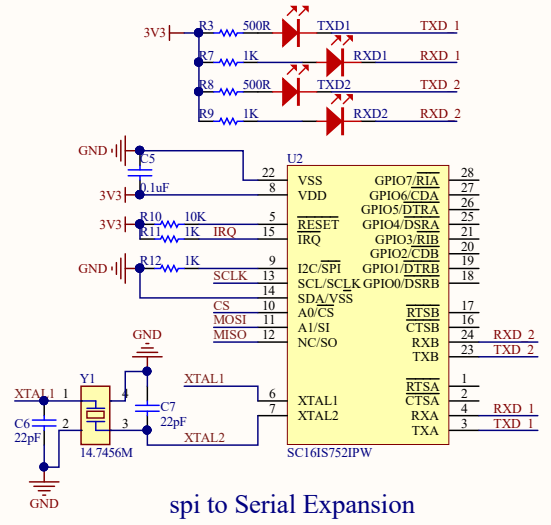 3V3 R3 500R TXD1 TXD_1
R7 1K RXD1 RXD_1
R8 500R TXD2 TXD_2
R9 1K RXD2 RXD_2
GND C5 0.1uF 3V3
3V3 R10 10K
R11 1K IRQ
GND R12 1K
SCLK
CS
MOSI
MISO
U2
22 VSS GPIO7/RIA 28
8 VDD GPIO6/CDA 27
GPIO5/DTRA 26
5 RESET GPIO4/DSRA 25
15 IRQ GPIO3/RIB 21
GPIO2/CDB 20
9 I2C/SPI GPIO1/DTRB 19
13 SCL/SCLK GPIO0/DSRB 18
14 SDA/VSS
10 A0/CS RTSB 17
11 A1/SI CTSB 16
12 NC/SO RXB 24 RXD_2
TXB 23 TXD_2
RTSA 1
6 XTAL1 CTSA 2
7 XTAL2 RXA 4 RXD_1
TXA 3 TXD_1
SC16IS752IPW
GND
XTAL1 1 Y1 4 XTAL1
C6 22pF 2 3 C7 22pF
14.7456M XTAL2
GND
spi to Serial Expansion